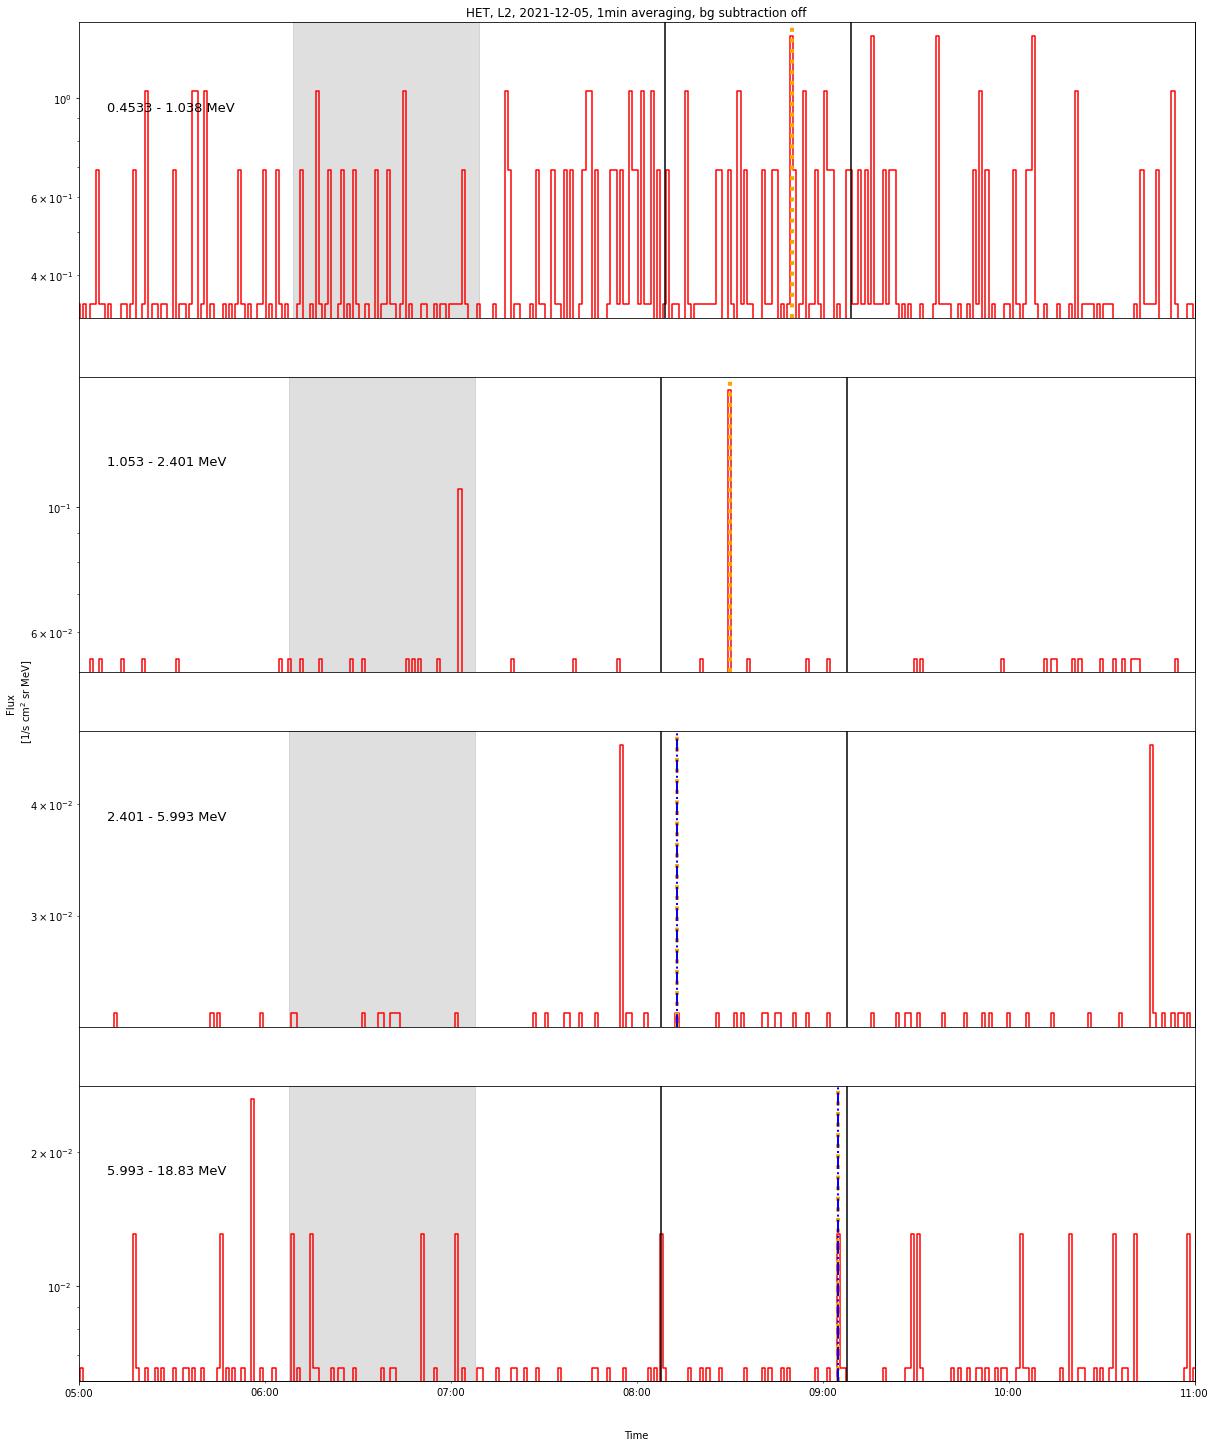 HET, L2, 2021-12-05, 1min averaging, bg subtraction off
10⁰
0.4533 - 1.038 MeV
6 × 10⁻¹
4 × 10⁻¹
1.053 - 2.401 MeV
10⁻¹
6 × 10⁻²
Flux
[1/s cm² sr MeV]
4 × 10⁻²
2.401 - 5.993 MeV
3 × 10⁻²
2 × 10⁻²
5.993 - 18.83 MeV
10⁻²
05:00 06:00 07:00 08:00 09:00 10:00 11:00
Time